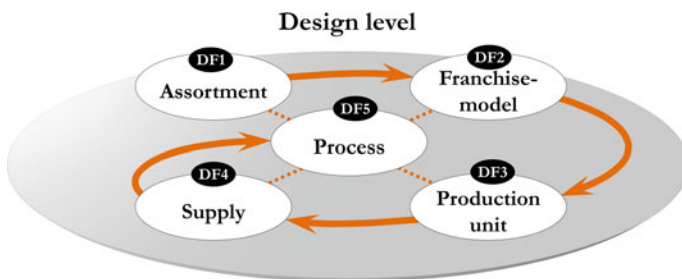 Design level
DF1
Assortment
DF2
Franchise-
model
DF5
Process
DF4
Supply
DF3
Production
unit